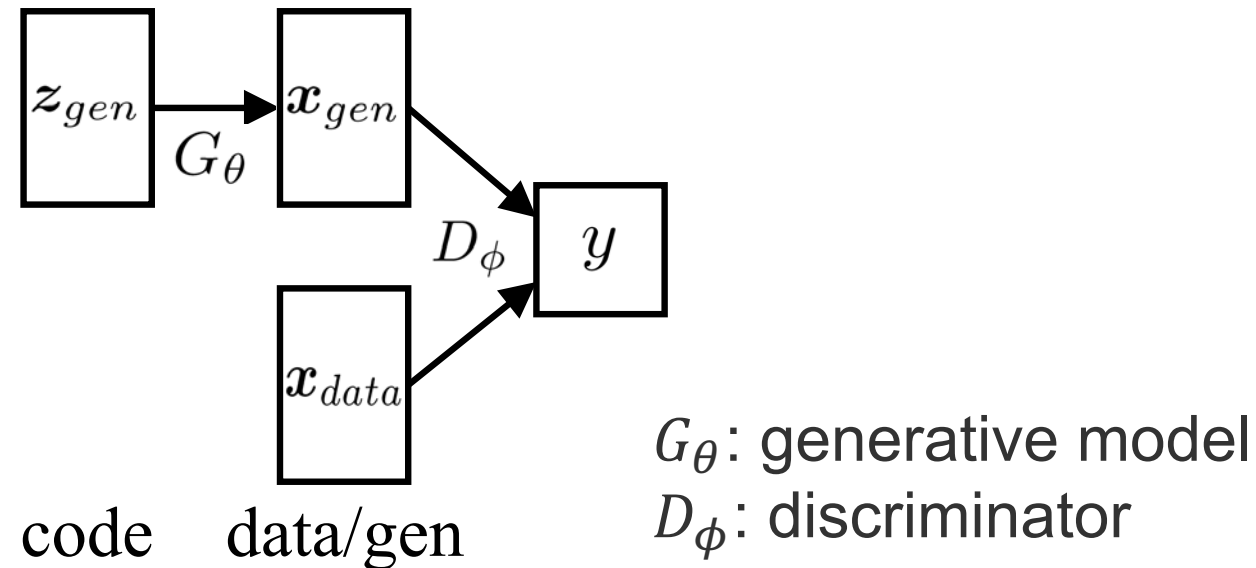 z_gen
x_gen
G_θ
D_ϕ
y
x_data
G_θ: generative model
D_ϕ: discriminator
code data/gen